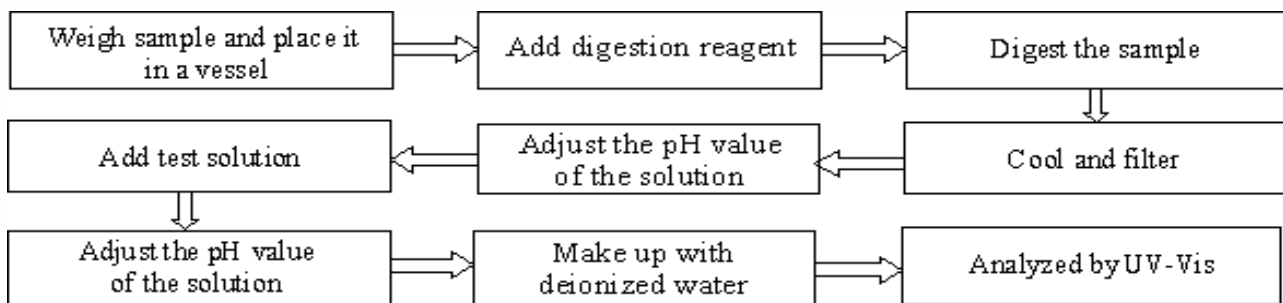 Weigh sample and place it
in a vessel
Add digestion reagent
Digest the sample
Cool and filter
Adjust the pH value
of the solution
Add test solution
Adjust the pH value
of the solution
Make up with
deionized water
Analyzed by UV-Vis